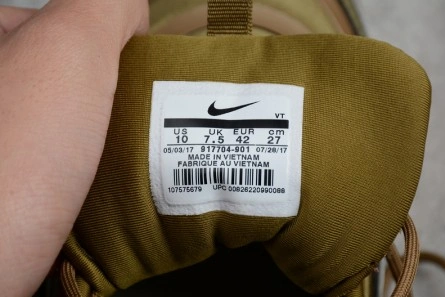 VT
US UK EUR cm
10 7.5 42 27
05/03/17 917704-901 07/28/17
MADE IN VIETNAM
FABRIQUE AU VIETNAM
107575679 UPC 00826220990088